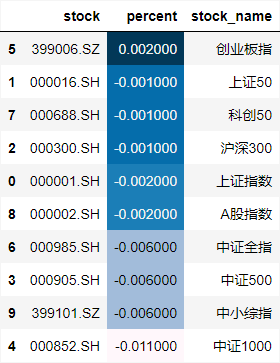 stock percent stock_name
5 399006.SZ 0.002000 创业板指
1 000016.SH -0.001000 上证50
7 000688.SH -0.001000 科创50
2 000300.SH -0.001000 沪深300
0 000001.SH -0.002000 上证指数
8 000002.SH -0.002000 A股指数
6 000985.SH -0.006000 中证全指
3 000905.SH -0.006000 中证500
9 399101.SZ -0.006000 中小综指
4 000852.SH -0.011000 中证1000